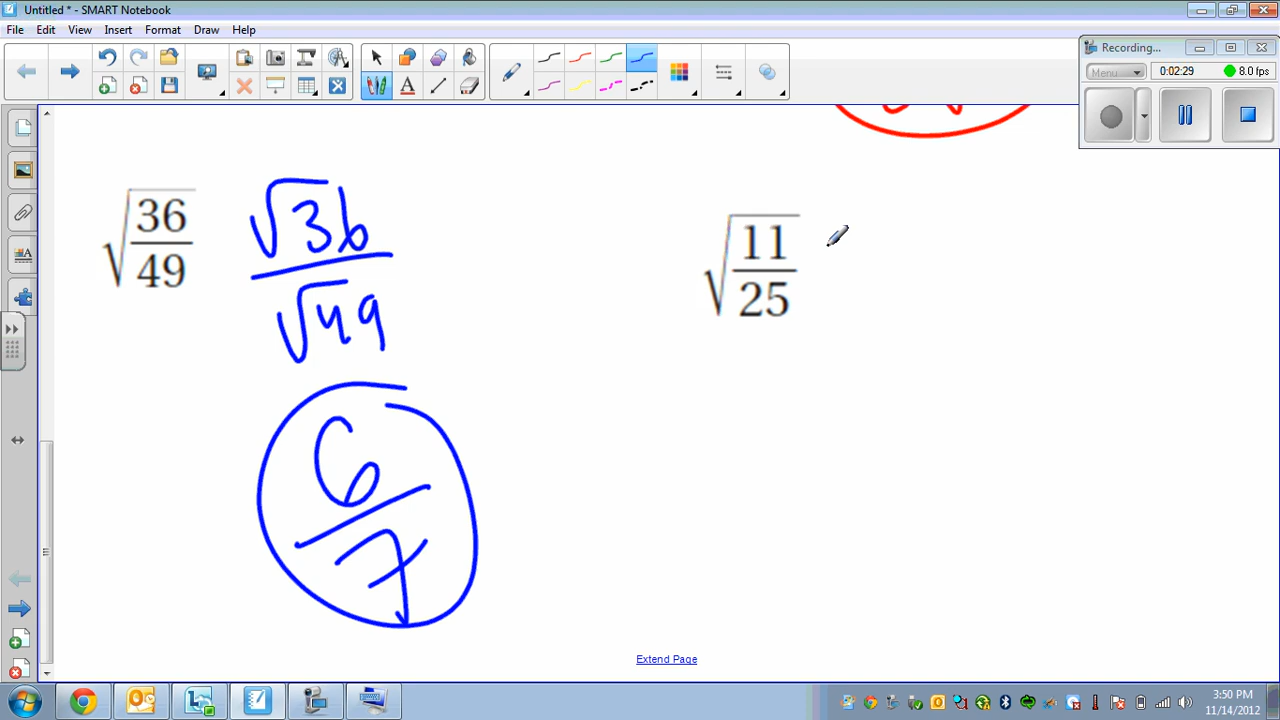 Untitled * - SMART Notebook
File Edit View Insert Format Draw Help
Recording...
Menu 0:02:29 8.0 fps
√36/49
√36
√49
6
7
√11/25
Extend Page
3:50 PM
11/14/2012